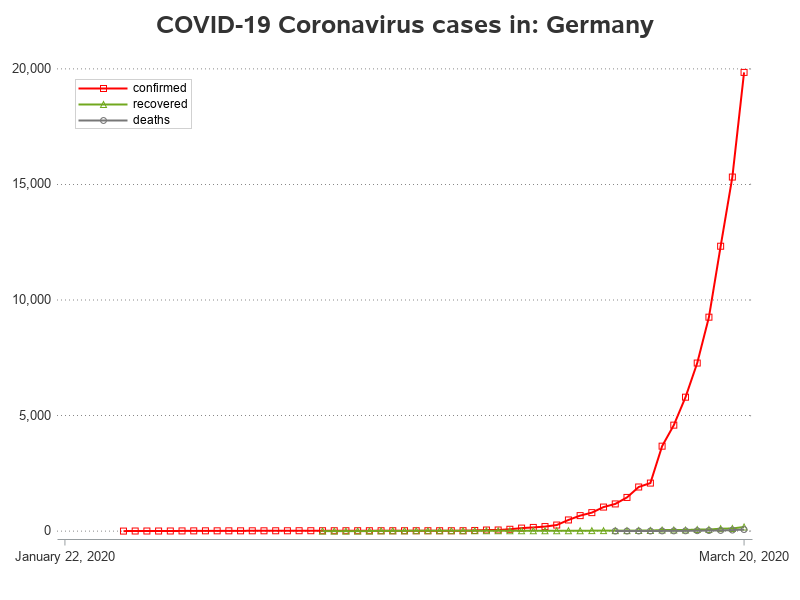 COVID-19 Coronavirus cases in: Germany
20,000
confirmed
recovered
deaths
15,000
10,000
5,000
0
January 22, 2020
March 20, 2020